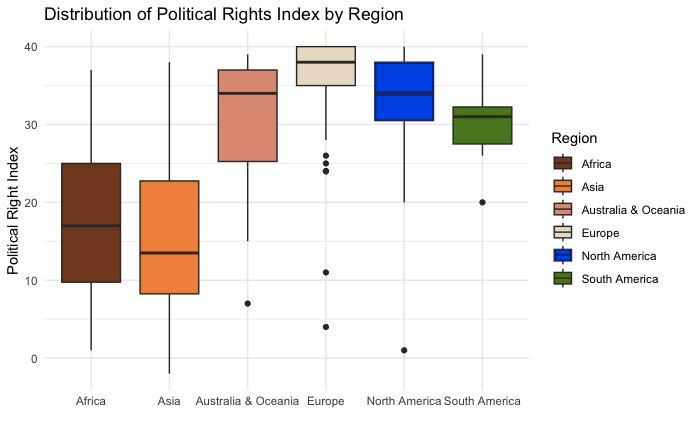 Distribution of Political Rights Index by Region
Political Right Index
40
30
20
10
0
Africa Asia Australia & Oceania Europe North America South America
Region
Africa
Asia
Australia & Oceania
Europe
North America
South America